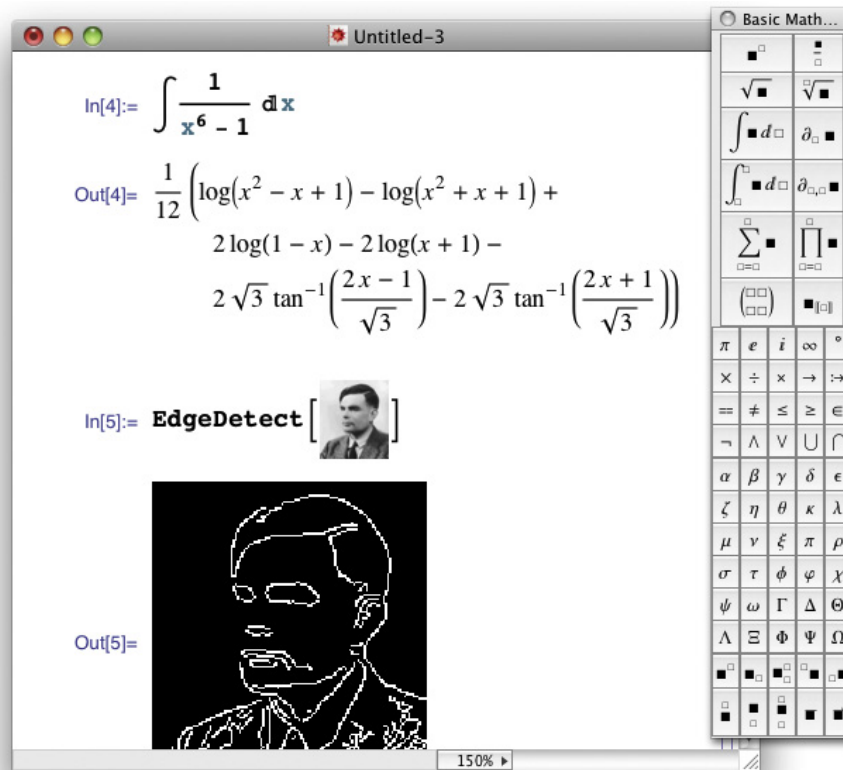 Untitled-3
In[4]:= ∫ 1/(x^6 - 1) ⅆx
Out[4]= 1/12 (log(x^2 − x + 1) − log(x^2 + x + 1) +
2 log(1 − x) − 2 log(x + 1) −
2 √3 tan^−1((2 x − 1)/√3) − 2 √3 tan^−1((2 x + 1)/√3))
In[5]:= EdgeDetect[ ]
Out[5]=
150%
Basic Math...
■^□ ■/□
√■ □√■
∫■ⅆ□ ∂_□ ■
∫_□^□ ■ⅆ□ ∂_□,□ ■
∑_□=□^□ ■ ∏_□=□^□ ■
(□□ □□) ■〚□〛
π ⅇ ⅈ ∞ °
× ÷ × → :→
== ≠ ≤ ≥ ∈
¬ ∧ ∨ ∪ ∩
α β γ δ ϵ
ζ η θ κ λ
μ ν ξ π ρ
σ τ ϕ φ χ
ψ ω Γ Δ Θ
Λ Ξ Φ Ψ Ω